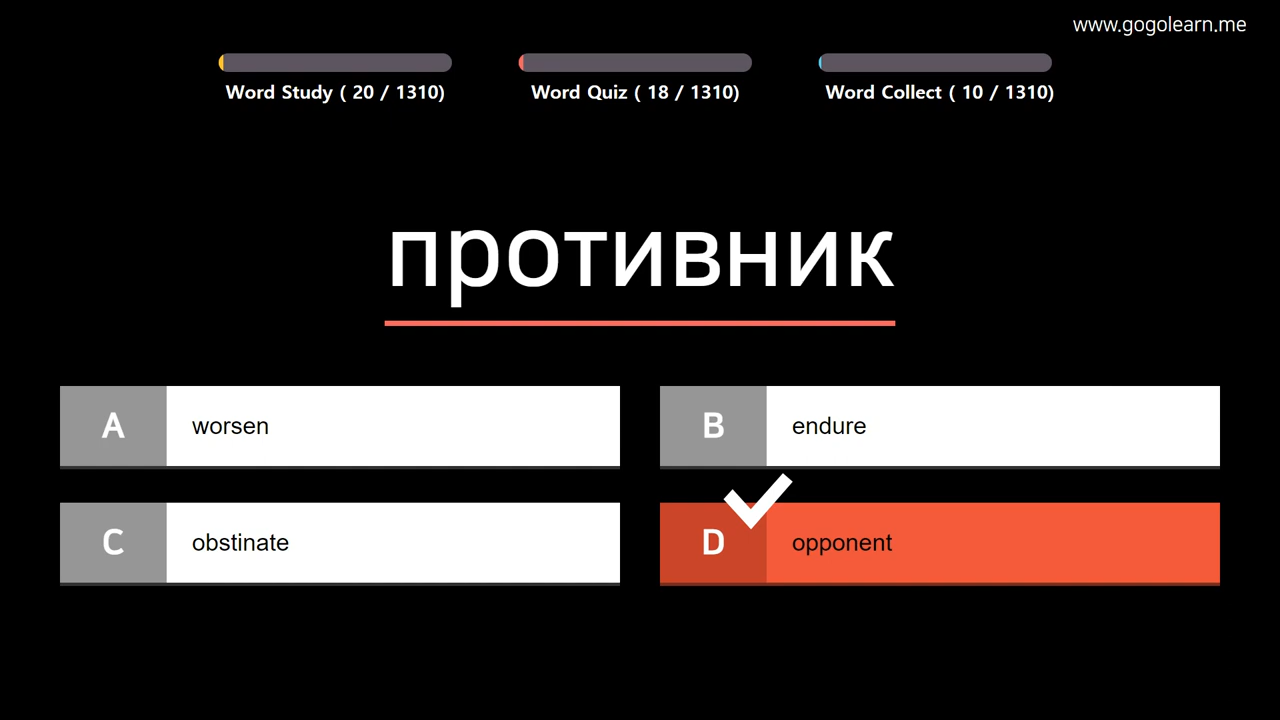 www.gogolearn.me
Word Study ( 20 / 1310)
Word Quiz ( 18 / 1310)
Word Collect ( 10 / 1310)
противник
A worsen
B endure
C obstinate
D opponent